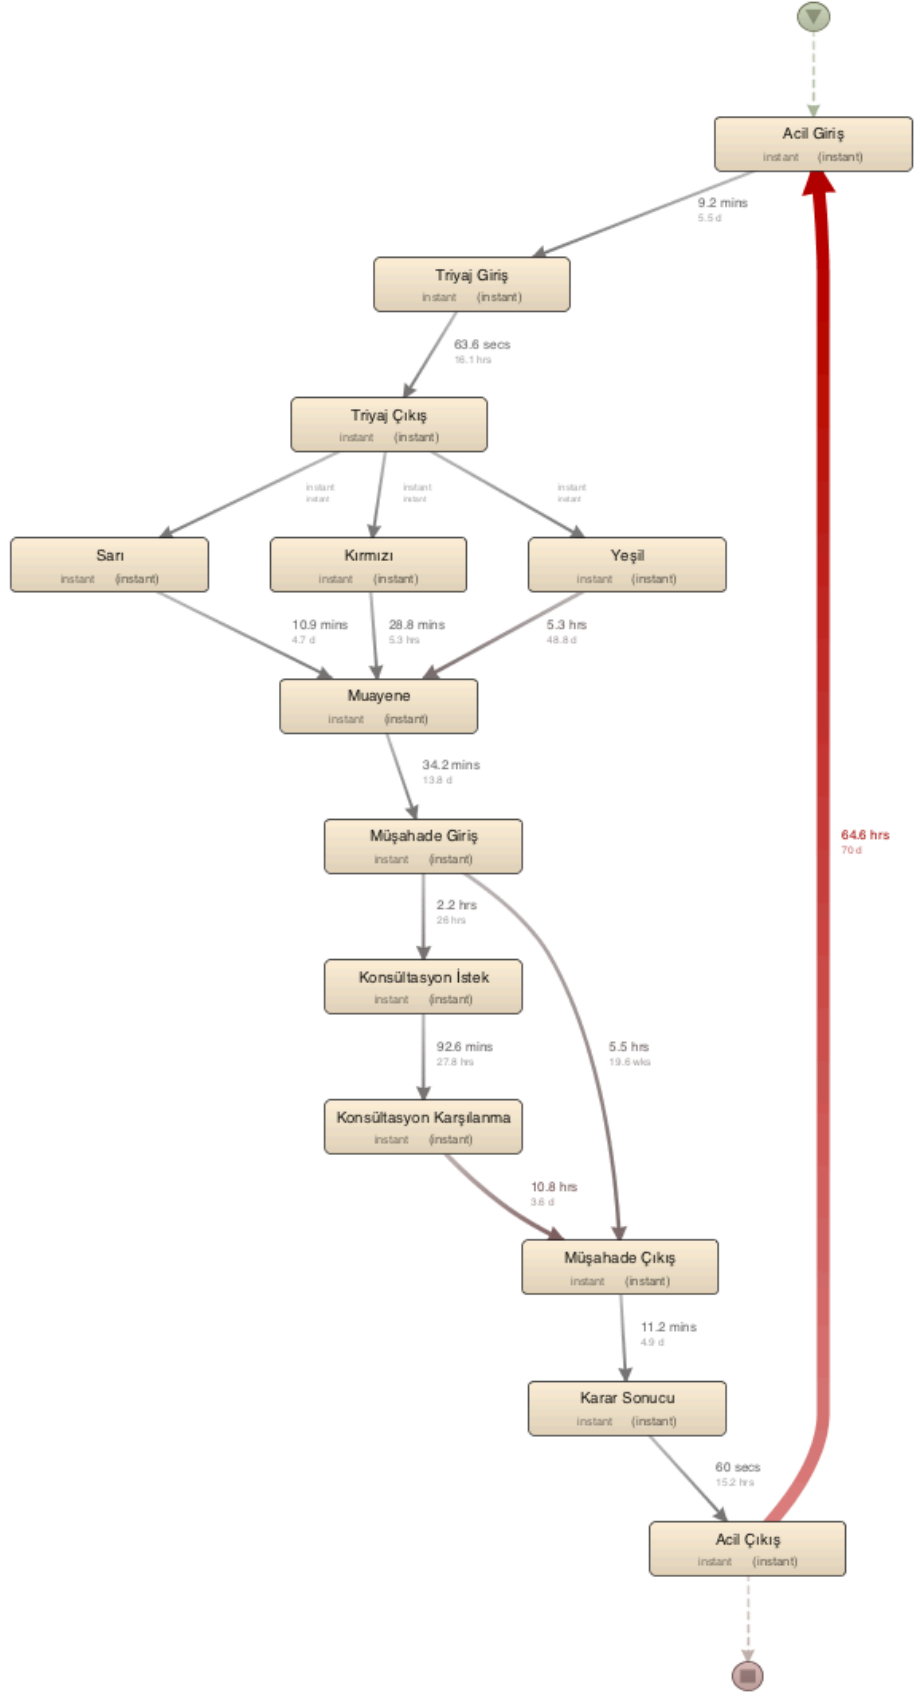 Acil Giriş
instant (instant)
9.2 mins
5.5 d
Triyaj Giriş
instant (instant)
63.6 secs
16.1 hrs
Triyaj Çıkış
instant (instant)
instant
instant
instant
instant
instant
instant
Sarı
instant (instant)
Kırmızı
instant (instant)
Yeşil
instant (instant)
10.9 mins
4.7 d
28.8 mins
5.3 hrs
5.3 hrs
48.8 d
Muayene
instant (instant)
34.2 mins
13.8 d
Müşahade Giriş
instant (instant)
64.6 hrs
70 d
2.2 hrs
26 hrs
Konsültasyon İstek
instant (instant)
92.6 mins
27.8 hrs
5.5 hrs
19.6 wks
Konsültasyon Karşılanma
instant (instant)
10.8 hrs
3.6 d
Müşahade Çıkış
instant (instant)
11.2 mins
4.9 d
Karar Sonucu
instant (instant)
60 secs
15.2 hrs
Acil Çıkış
instant (instant)